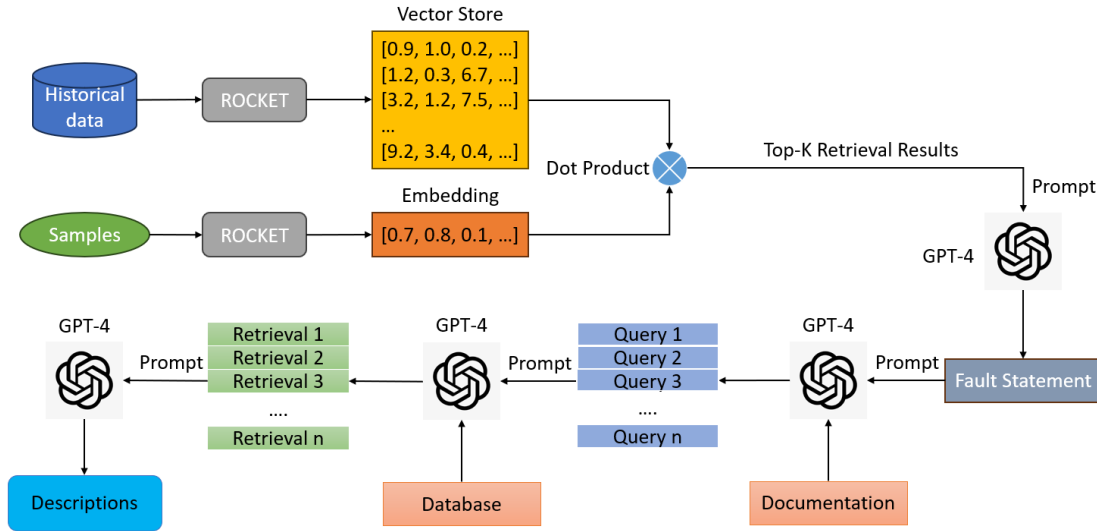 Vector Store
[0.9, 1.0, 0.2, ...]
[1.2, 0.3, 6.7, ...]
[3.2, 1.2, 7.5, ...]
...
[9.2, 3.4, 0.4, ...]
Historical
data
ROCKET
Dot Product
Top-K Retrieval Results
Prompt
Embedding
Samples
ROCKET
[0.7, 0.8, 0.1, ...]
GPT-4
GPT-4
Prompt
Retrieval 1
Retrieval 2
Retrieval 3
....
Retrieval n
GPT-4
Prompt
Query 1
Query 2
Query 3
....
Query n
GPT-4
Prompt
Fault Statement
Descriptions
Database
Documentation